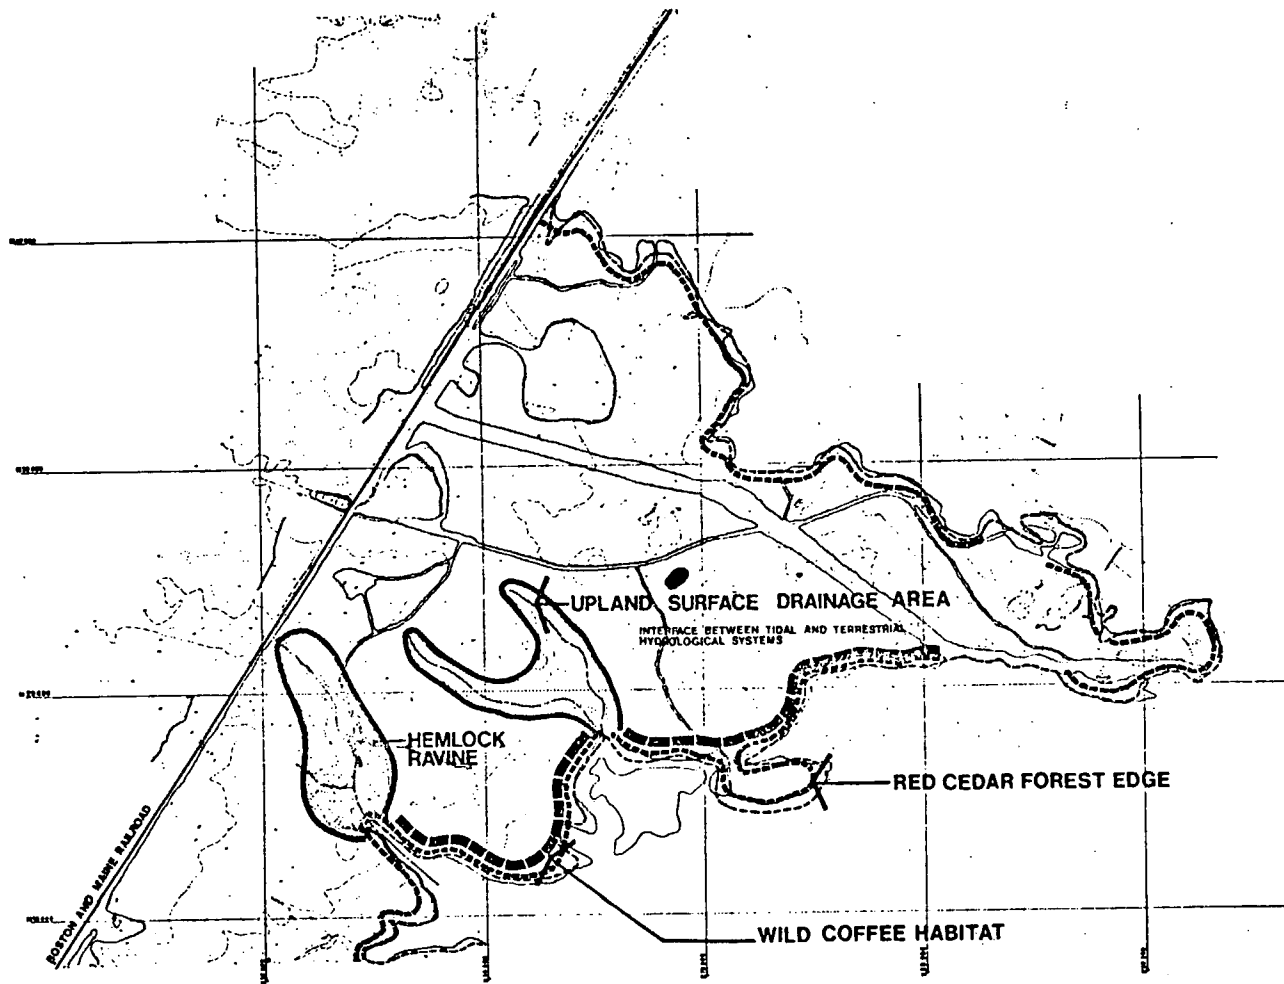 UPLAND SURFACE DRAINAGE AREA
INTERFACE BETWEEN TIDAL AND TERRESTRIAL
HYDROLOGICAL SYSTEMS
HEMLOCK
RAVINE
RED CEDAR FOREST EDGE
WILD COFFEE HABITAT
BOSTON AND MAINE RAILROAD